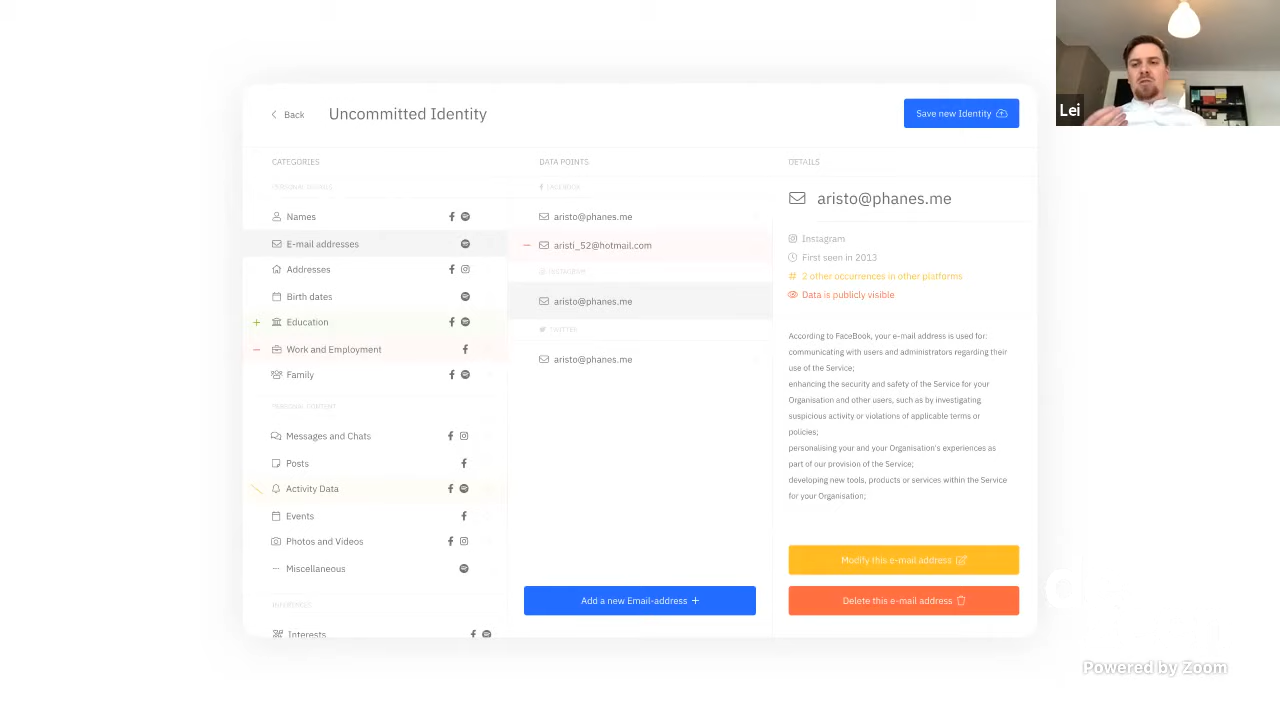 Back
Uncommitted Identity
Save new Identity
CATEGORIES
PERSONAL DETAILS
Names
E-mail addresses
Addresses
Birth dates
Education
Work and Employment
Family
PERSONAL CONTENT
Messages and Chats
Posts
Activity Data
Events
Photos and Videos
Miscellaneous
Interests
DATA POINTS
FACEBOOK
aristo@phanes.me
aristi_52@hotmail.com
INSTAGRAM
aristo@phanes.me
TWITTER
aristo@phanes.me
Add a new Email-address +
DETAILS
aristo@phanes.me
Instagram
First seen in 2013
# 2 other occurrences in other platforms
Data is publicly visible
According to FaceBook, your e-mail address is used for:
communicating with users and administrators regarding their
use of the Service;
enhancing the security and safety of the Service for your
Organisation and other users, such as by investigating
suspicious activity or violations of applicable terms or
policies;
personalising your and your Organisation's experiences as
part of our provision of the Service;
developing new tools, products or services within the Service
for your Organisation;
Modify this e-mail address
Delete this e-mail address
Lei
Powered by Zoom